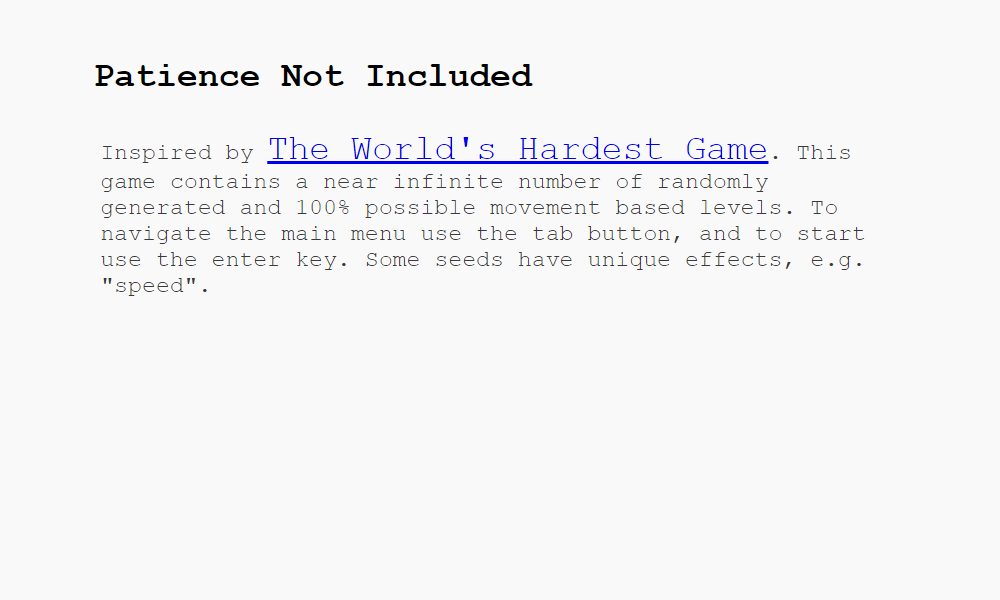 Patience Not Included
Inspired by The World's Hardest Game. This
game contains a near infinite number of randomly
generated and 100% possible movement based levels. To
navigate the main menu use the tab button, and to start
use the enter key. Some seeds have unique effects, e.g.
"speed".